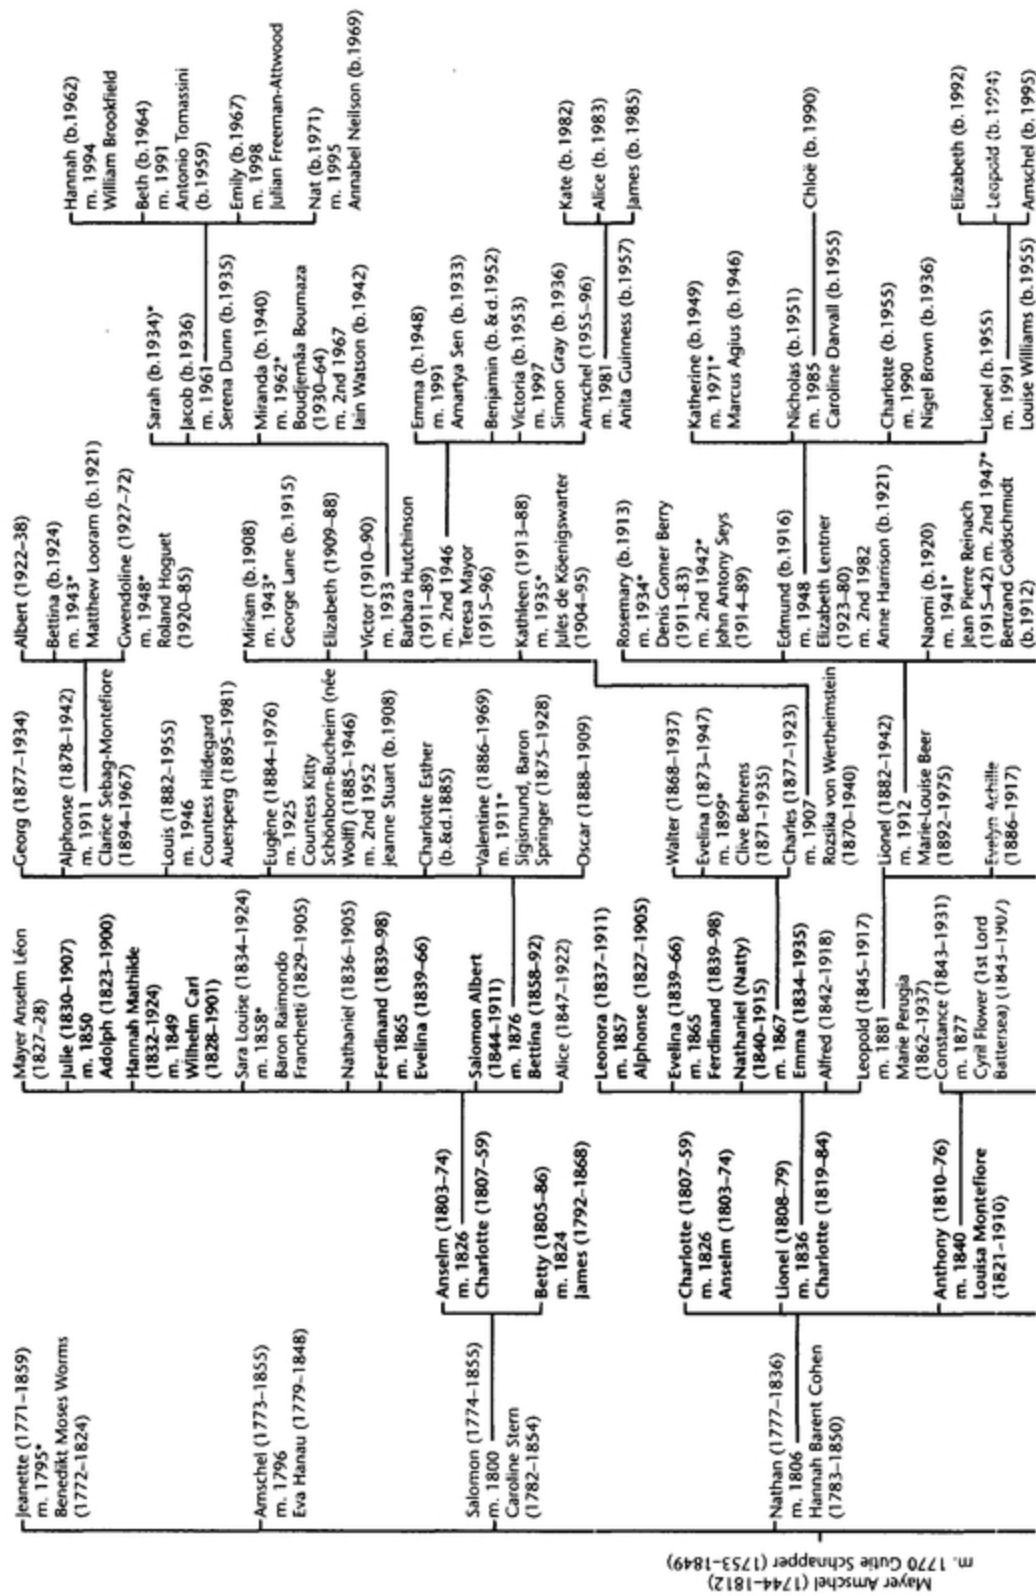 Mayer Amschel (1744–1812)
m. 1770 Gutle Schnapper (1753–1849)
Jeanette (1771–1859)
m. 1795*
Benedikt Moses Worms
(1772–1824)
Amschel (1773–1855)
m. 1796
Eva Hanau (1779–1848)
Salomon (1774–1855)
m. 1800
Caroline Stern
(1782–1854)
Nathan (1777–1836)
m. 1806
Hannah Barent Cohen
(1783–1850)
Anselm (1803–74)
m. 1826
Charlotte (1807–59)
Betty (1805–86)
m. 1824
James (1792–1868)
Charlotte (1807–59)
m. 1826
Anselm (1803–74)
Lionel (1808–79)
m. 1836
Charlotte (1819–84)
Anthony (1810–76)
m. 1840
Louisa Montefiore
(1821–1910)
Mayer Anselm Léon
(1827–28)
Julie (1830–1907)
m. 1850
Adolph (1823–1900)
Hannah Mathilde
(1832–1924)
m. 1849
Wilhelm Carl
(1828–1901)
Sara Louise (1834–1924)
m. 1858*
Baron Raimondo
Franchetti (1829–1905)
Nathaniel (1836–1905)
Ferdinand (1839–98)
m. 1865
Evelina (1839–66)
Salomon Albert
(1844–1911)
m. 1876
Bettina (1858–92)
Alice (1847–1922)
Leonora (1837–1911)
m. 1857
Alphonse (1827–1905)
Evelina (1839–66)
m. 1865
Ferdinand (1839–98)
Nathaniel (Natty)
(1840–1915)
m. 1867
Emma (1834–1935)
Alfred (1842–1918)
Leopold (1845–1917)
m. 1881
Marie Perugia
(1862–1937)
Constance (1843–1931)
m. 1877
Cyril Flower (1st Lord
Battersea) (1843–1907)
Georg (1877–1934)
Alphonse (1878–1942)
m. 1911
Clarice Sebag-Montefiore
(1894–1967)
Louis (1882–1955)
m. 1946
Countess Hildegard
Auersperg (1895–1981)
Eugène (1884–1976)
m. 1925
Countess Kitty
Schönborn-Bucheim (née
Wolff) (1885–1946)
m. 2nd 1952
Jeanne Stuart (b.1908)
Charlotte Esther
(b.&d.1885)
Valentine (1886–1969)
m. 1911*
Sigismund, Baron
Springer (1875–1928)
Oscar (1888–1909)
Walter (1868–1937)
Evelina (1873–1947)
m. 1899*
Clive Behrens
(1871–1935)
Charles (1877–1923)
m. 1907
Rozsika von Wertheimstein
(1870–1940)
Lionel (1882–1942)
m. 1912
Marie-Louise Beer
(1892–1975)
Evelyn Achille
(1886–1917)
Albert (1922–38)
Bettina (b.1924)
m. 1943*
Matthew Looram (b.1921)
Gwendoline (1927–72)
m. 1948*
Roland Hoguet
(1920–85)
Miriam (b.1908)
m. 1943*
George Lane (b.1915)
Elizabeth (1909–88)
Victor (1910–90)
m. 1933
Barbara Hutchinson
(1911–89)
m. 2nd 1946
Teresa Mayor
(1915–96)
Kathleen (1913–88)
m. 1935*
Jules de Köenigswarter
(1904–95)
Rosemary (b.1913)
m. 1934*
Denis Gomer Berry
(1911–83)
m. 2nd 1942*
John Antony Seys
(1914–89)
Edmund (b.1916)
m. 1948
Elizabeth Lentner
(1923–80)
m. 2nd 1982
Anne Harrison (b.1921)
Naomi (b.1920)
m. 1941*
Jean Pierre Reinach
(1915–42) m. 2nd 1947*
Bertrand Goldschmidt
(b.1912)
Sarah (b.1934)*
Jacob (b.1936)
m. 1961
Serena Dunn (b.1935)
Miranda (b.1940)
m. 1962*
Boudjemâa Boumaza
(1930–64)
m. 2nd 1967
Iain Watson (b.1942)
Emma (b.1948)
m. 1991
Amartya Sen (b.1933)
Benjamin (b.&d.1952)
Victoria (b.1953)
m. 1997
Simon Gray (b.1936)
Amschel (1955–96)
m. 1981
Anita Guinness (b.1957)
Katherine (b.1949)
m. 1971*
Marcus Agius (b.1946)
Nicholas (b.1951)
m. 1985
Caroline Darvall (b.1955)
Charlotte (b.1955)
m. 1990
Nigel Brown (b.1936)
Lionel (b.1955)
m. 1991
Louise Williams (b.1955)
Hannah (b.1962)
m. 1994
William Brookfield
Beth (b.1964)
m. 1991
Antonio Tomassini
(b.1959)
Emily (b.1967)
m. 1998
Julian Freeman-Attwood
Nat (b.1971)
m. 1995
Annabel Neilson (b.1969)
Kate (b.1982)
Alice (b.1983)
James (b.1985)
Chloë (b.1990)
Elizabeth (b.1992)
Leopold (b.1994)
Amschel (b.1995)